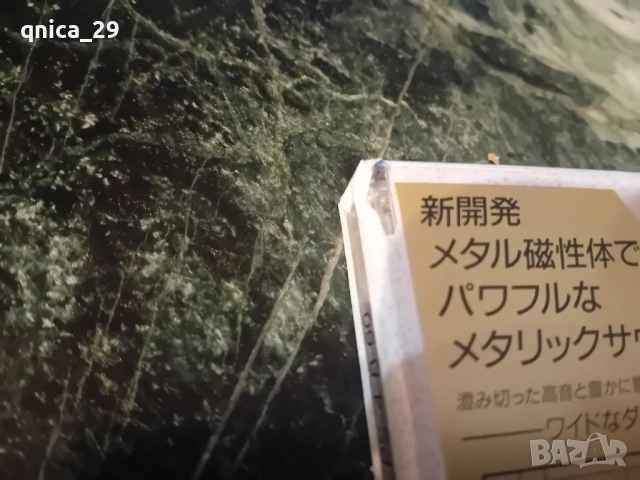 qnica_29
新開発
メタル磁性体で
パワフルな
メタリックサウ
澄み切った高音と豊かに
ワイドなダ
BAZAR